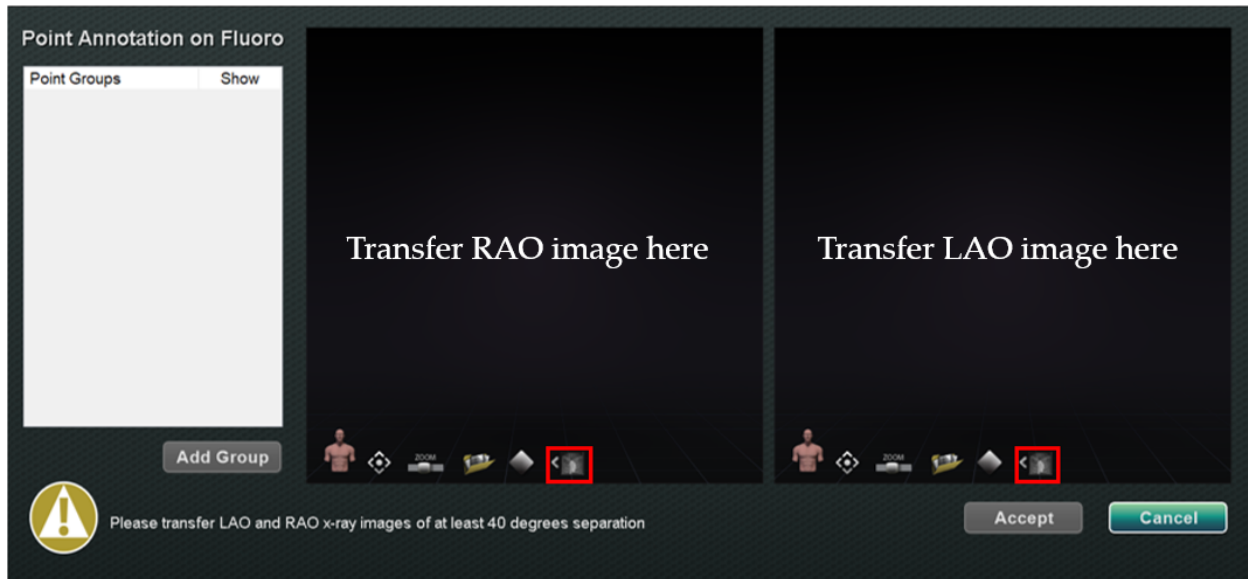 Point Annotation on Fluoro
Point Groups Show
Transfer RAO image here
Transfer LAO image here
ZOOM
ZOOM
Add Group
Please transfer LAO and RAO x-ray images of at least 40 degrees separation
Accept
Cancel